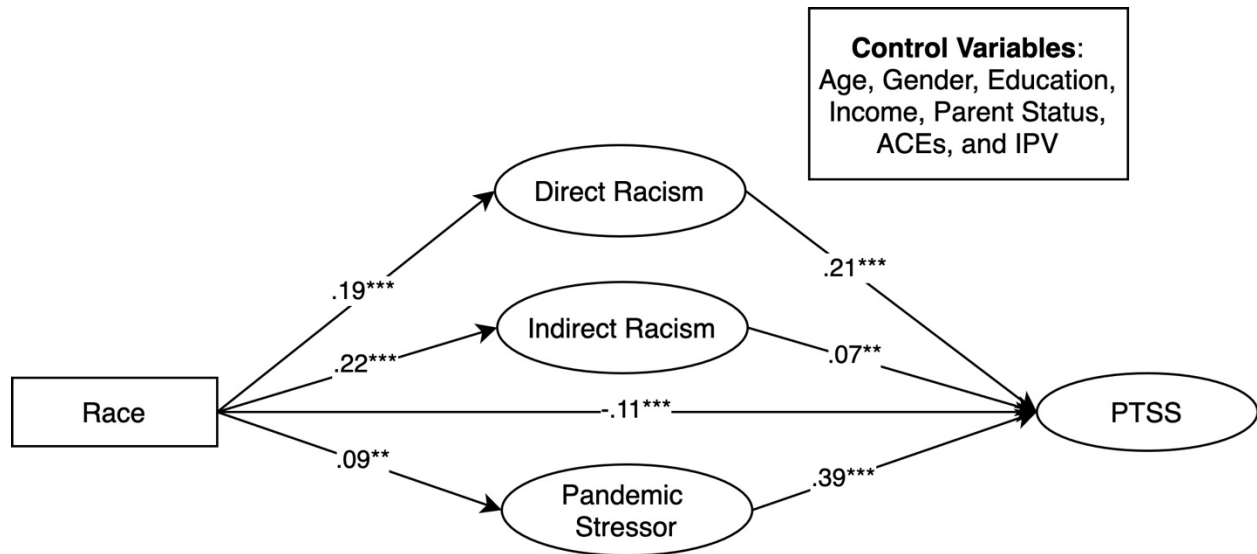 Control Variables:
Age, Gender, Education,
Income, Parent Status,
ACEs, and IPV
Direct Racism
.19***
.21***
Indirect Racism
.22***
.07**
Race
-.11***
PTSS
.09**
.39***
Pandemic
Stressor